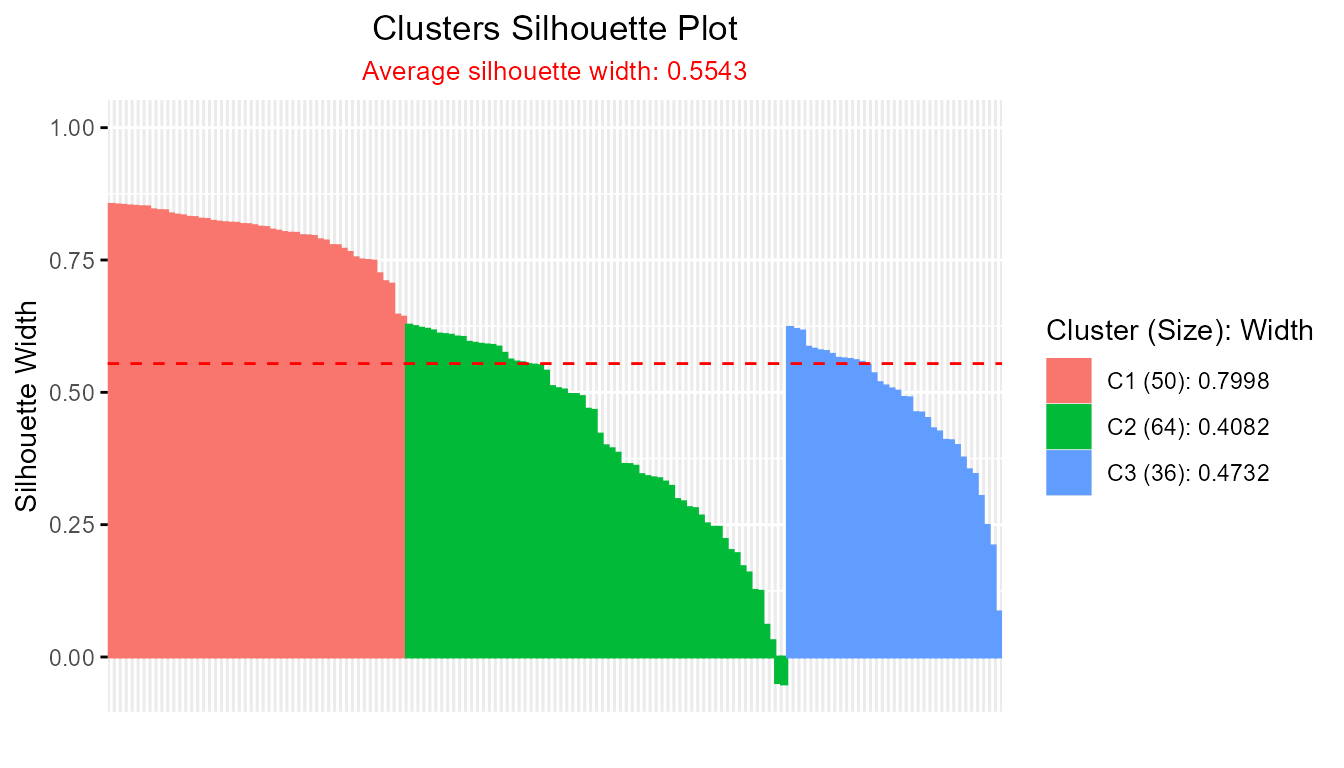 Clusters Silhouette Plot
Average silhouette width: 0.5543
1.00
0.75
0.50
0.25
0.00
Silhouette Width
Cluster (Size): Width
C1 (50): 0.7998
C2 (64): 0.4082
C3 (36): 0.4732